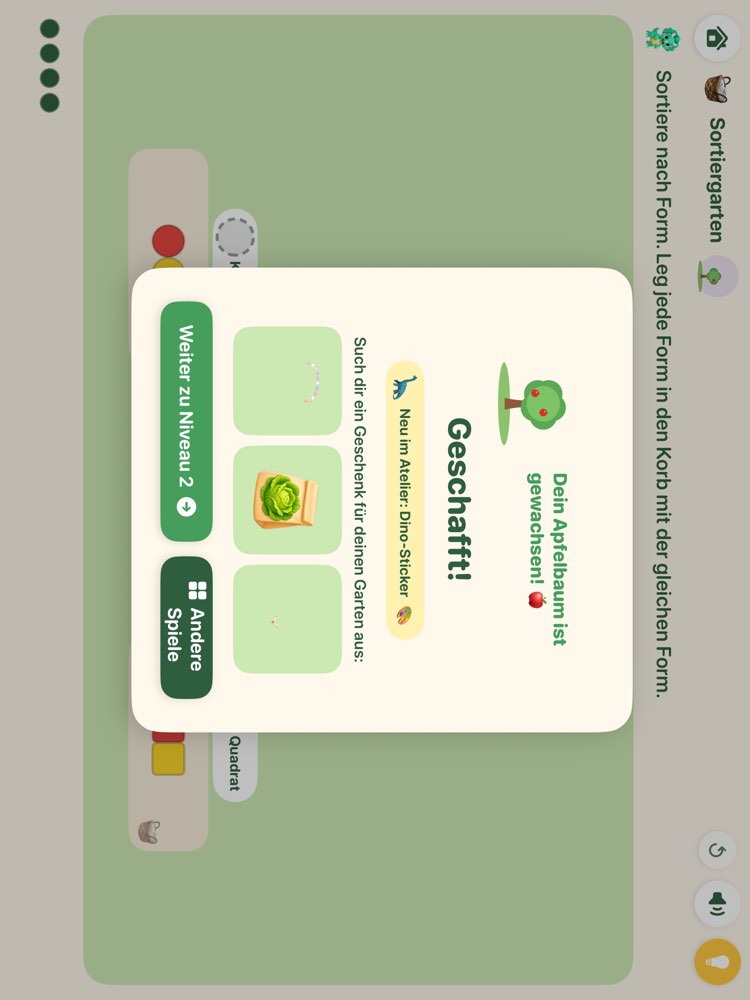 Sortiergarten
Sortiere nach Form. Leg jede Form in den Korb mit der gleichen Form.
Dein Apfelbaum ist
gewachsen!
Geschafft!
Neu im Atelier: Dino-Sticker
Such dir ein Geschenk für deinen Garten aus:
Quadrat
Weiter zu Niveau 2
Andere
Spiele